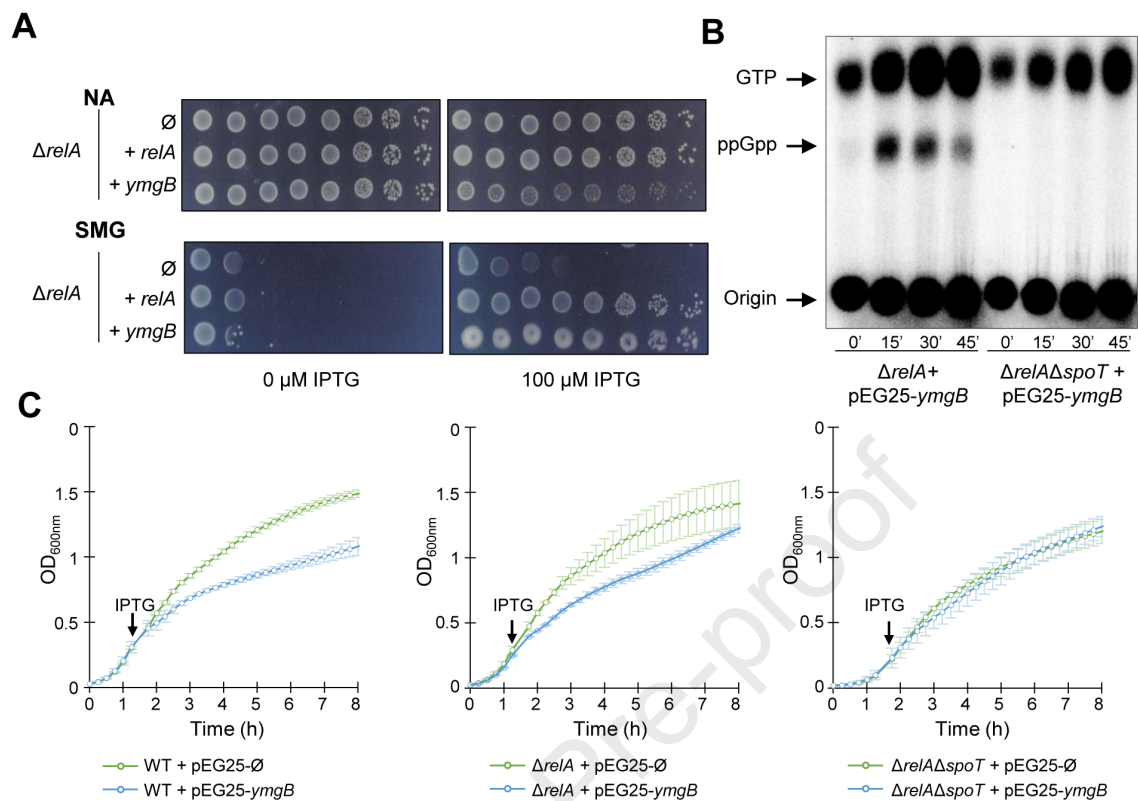 A
NA
ΔrelA
Ø
+ relA
+ ymgB
SMG
ΔrelA
Ø
+ relA
+ ymgB
0 µM IPTG
100 µM IPTG
B
GTP
ppGpp
Origin
0' 15' 30' 45' 0' 15' 30' 45'
ΔrelA+
pEG25-ymgB
ΔrelAΔspoT +
pEG25-ymgB
C
0
1.5
1
0.5
0
OD600nm
IPTG
0 1 2 3 4 5 6 7 8
Time (h)
WT + pEG25-Ø
WT + pEG25-ymgB
0
1.5
1
0.5
0
OD600nm
IPTG
0 1 2 3 4 5 6 7 8
Time (h)
ΔrelA + pEG25-Ø
ΔrelA + pEG25-ymgB
0
1.5
1
0.5
0
OD600nm
IPTG
0 1 2 3 4 5 6 7 8
Time (h)
ΔrelAΔspoT + pEG25-Ø
ΔrelAΔspoT + pEG25-ymgB
Pre-proof